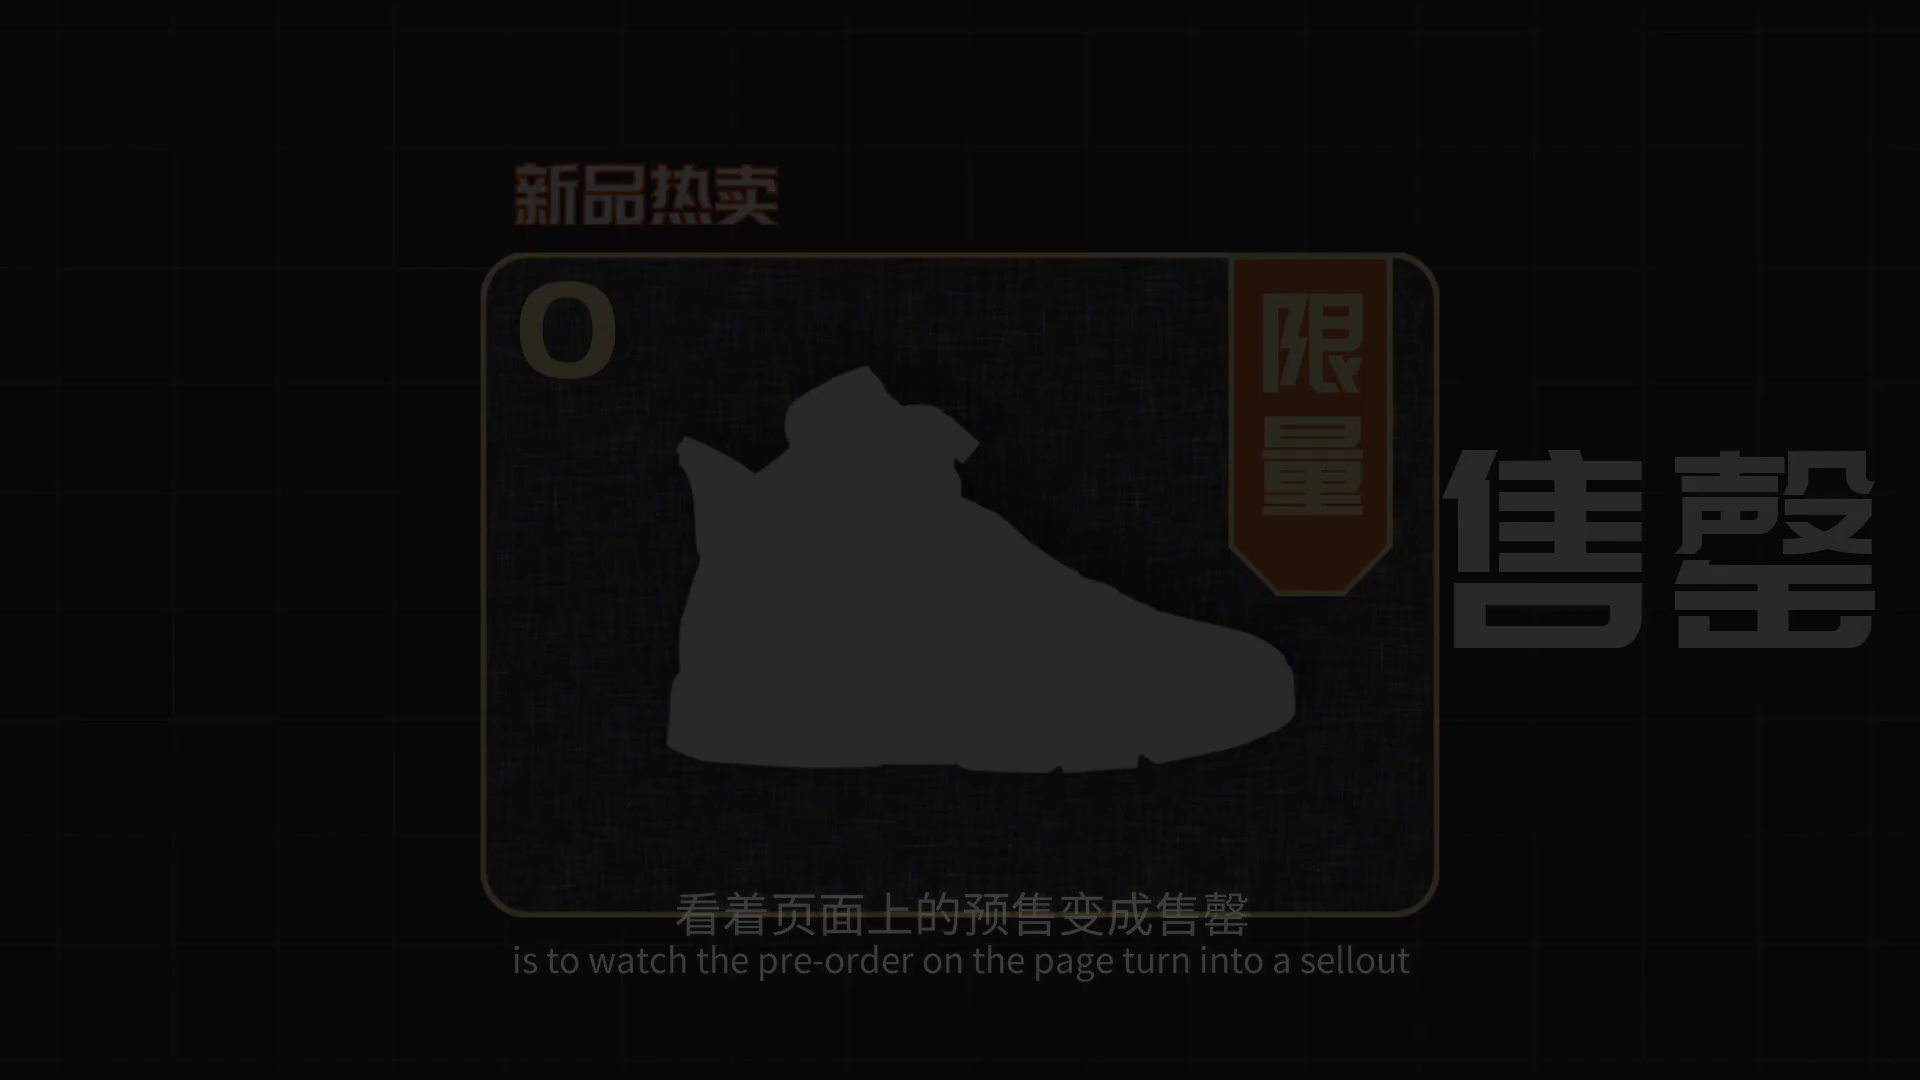 新品热卖
O
限量
售罄
看着页面上的预售变成售罄
is to watch the pre-order on the page turn into a sellout